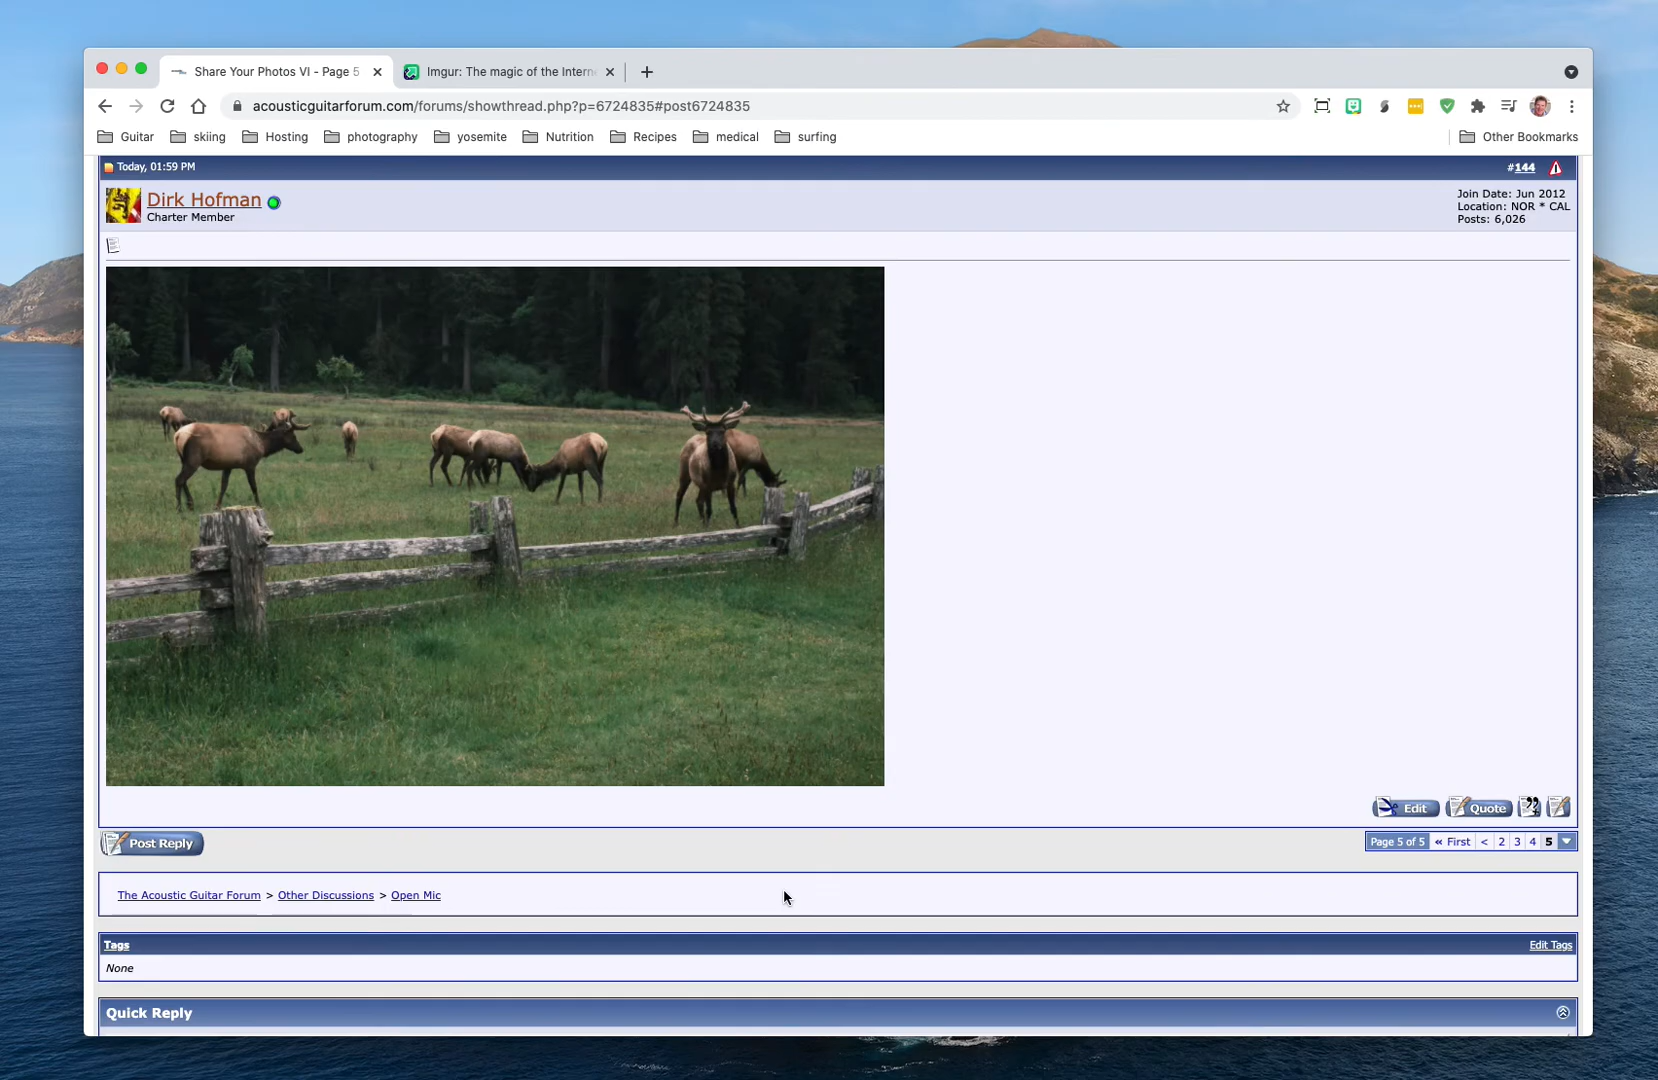 Share Your Photos VI - Page 5
Imgur: The magic of the Intern
acousticguitarforum.com/forums/showthread.php?p=6724835#post6724835
Guitar skiing Hosting photography yosemite Nutrition Recipes medical surfing Other Bookmarks
Today, 01:59 PM #144
Dirk Hofman
Charter Member
Join Date: Jun 2012
Location: NOR * CAL
Posts: 6,026
Edit Quote
Post Reply
Page 5 of 5 « First < 2 3 4 5
The Acoustic Guitar Forum > Other Discussions > Open Mic
Tags Edit Tags
None
Quick Reply